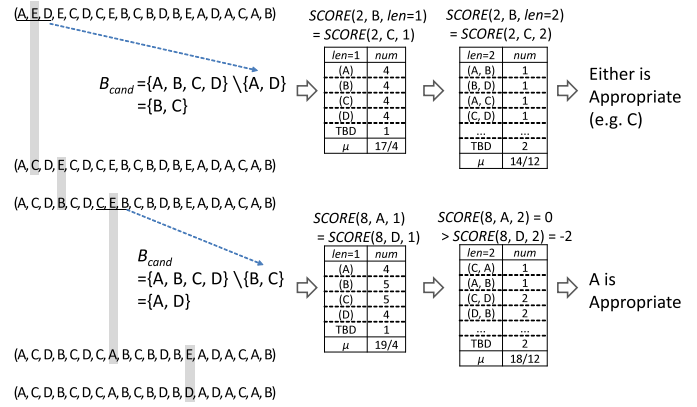 (A, E, D, E, C, D, C, E, B, C, B, D, B, E, A, D, A, C, A, B)
B_cand ={A, B, C, D} \{A, D}
={B, C}
SCORE(2, B, len=1)
= SCORE(2, C, 1)
len=1 num
(A) 4
(B) 4
(C) 4
(D) 4
TBD 1
μ 17/4
SCORE(2, B, len=2)
= SCORE(2, C, 2)
len=2 num
(A, B) 1
(B, D) 1
(A, C) 1
(C, D) 1
... ...
TBD 2
μ 14/12
Either is
Appropriate
(e.g. C)
(A, C, D, E, C, D, C, E, B, C, B, D, B, E, A, D, A, C, A, B)
(A, C, D, B, C, D, C, E, B, C, B, D, B, E, A, D, A, C, A, B)
B_cand
={A, B, C, D} \{B, C}
={A, D}
SCORE(8, A, 1)
= SCORE(8, D, 1)
len=1 num
(A) 4
(B) 5
(C) 5
(D) 4
TBD 1
μ 19/4
SCORE(8, A, 2) = 0
> SCORE(8, D, 2) = -2
len=2 num
(C, A) 1
(A, B) 1
(C, D) 2
(D, B) 2
... ...
TBD 2
μ 18/12
A is
Appropriate
(A, C, D, B, C, D, C, A, B, C, B, D, B, E, A, D, A, C, A, B)
(A, C, D, B, C, D, C, A, B, C, B, D, B, D, A, D, A, C, A, B)